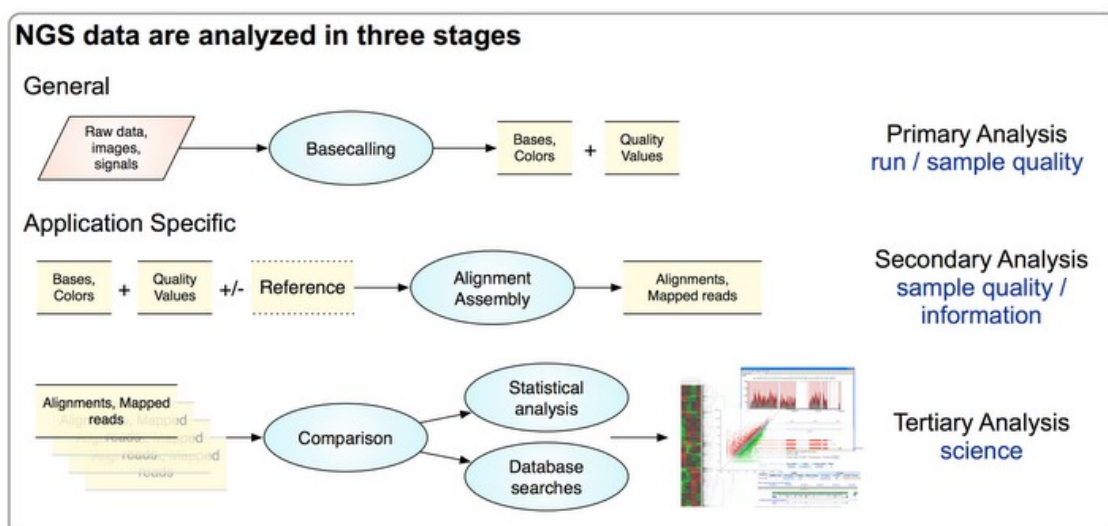 NGS data are analyzed in three stages
General
Raw data,
images,
signals
Basecalling
Bases,
Colors
+
Quality
Values
Primary Analysis
run / sample quality
Application Specific
Bases,
Colors
+
Quality
Values
+/-
Reference
Alignment
Assembly
Alignments,
Mapped reads
Secondary Analysis
sample quality /
information
Alignments, Mapped
reads
Comparison
Statistical
analysis
Database
searches
Tertiary Analysis
science